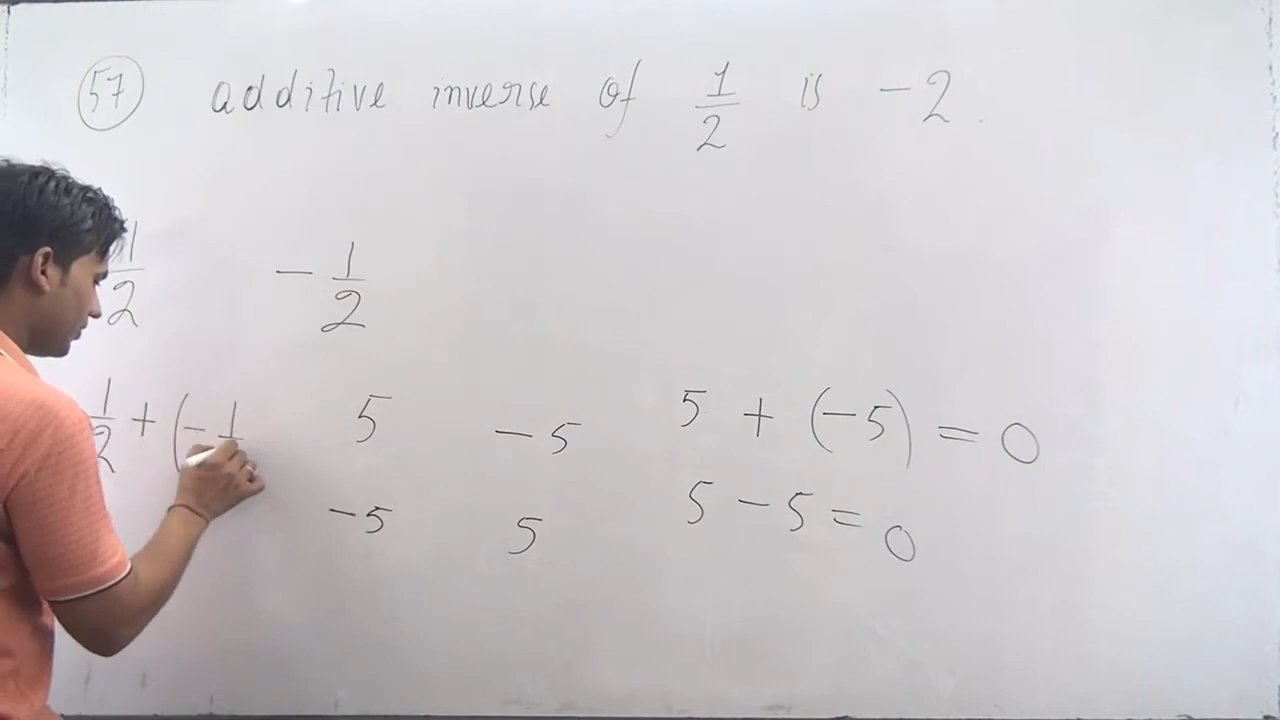 57 additive inverse of 1/2 is -2.
1/2 - 1/2
1/2 + (-1 5 -5 5 + (-5) = 0
-5 5 5 - 5 = 0